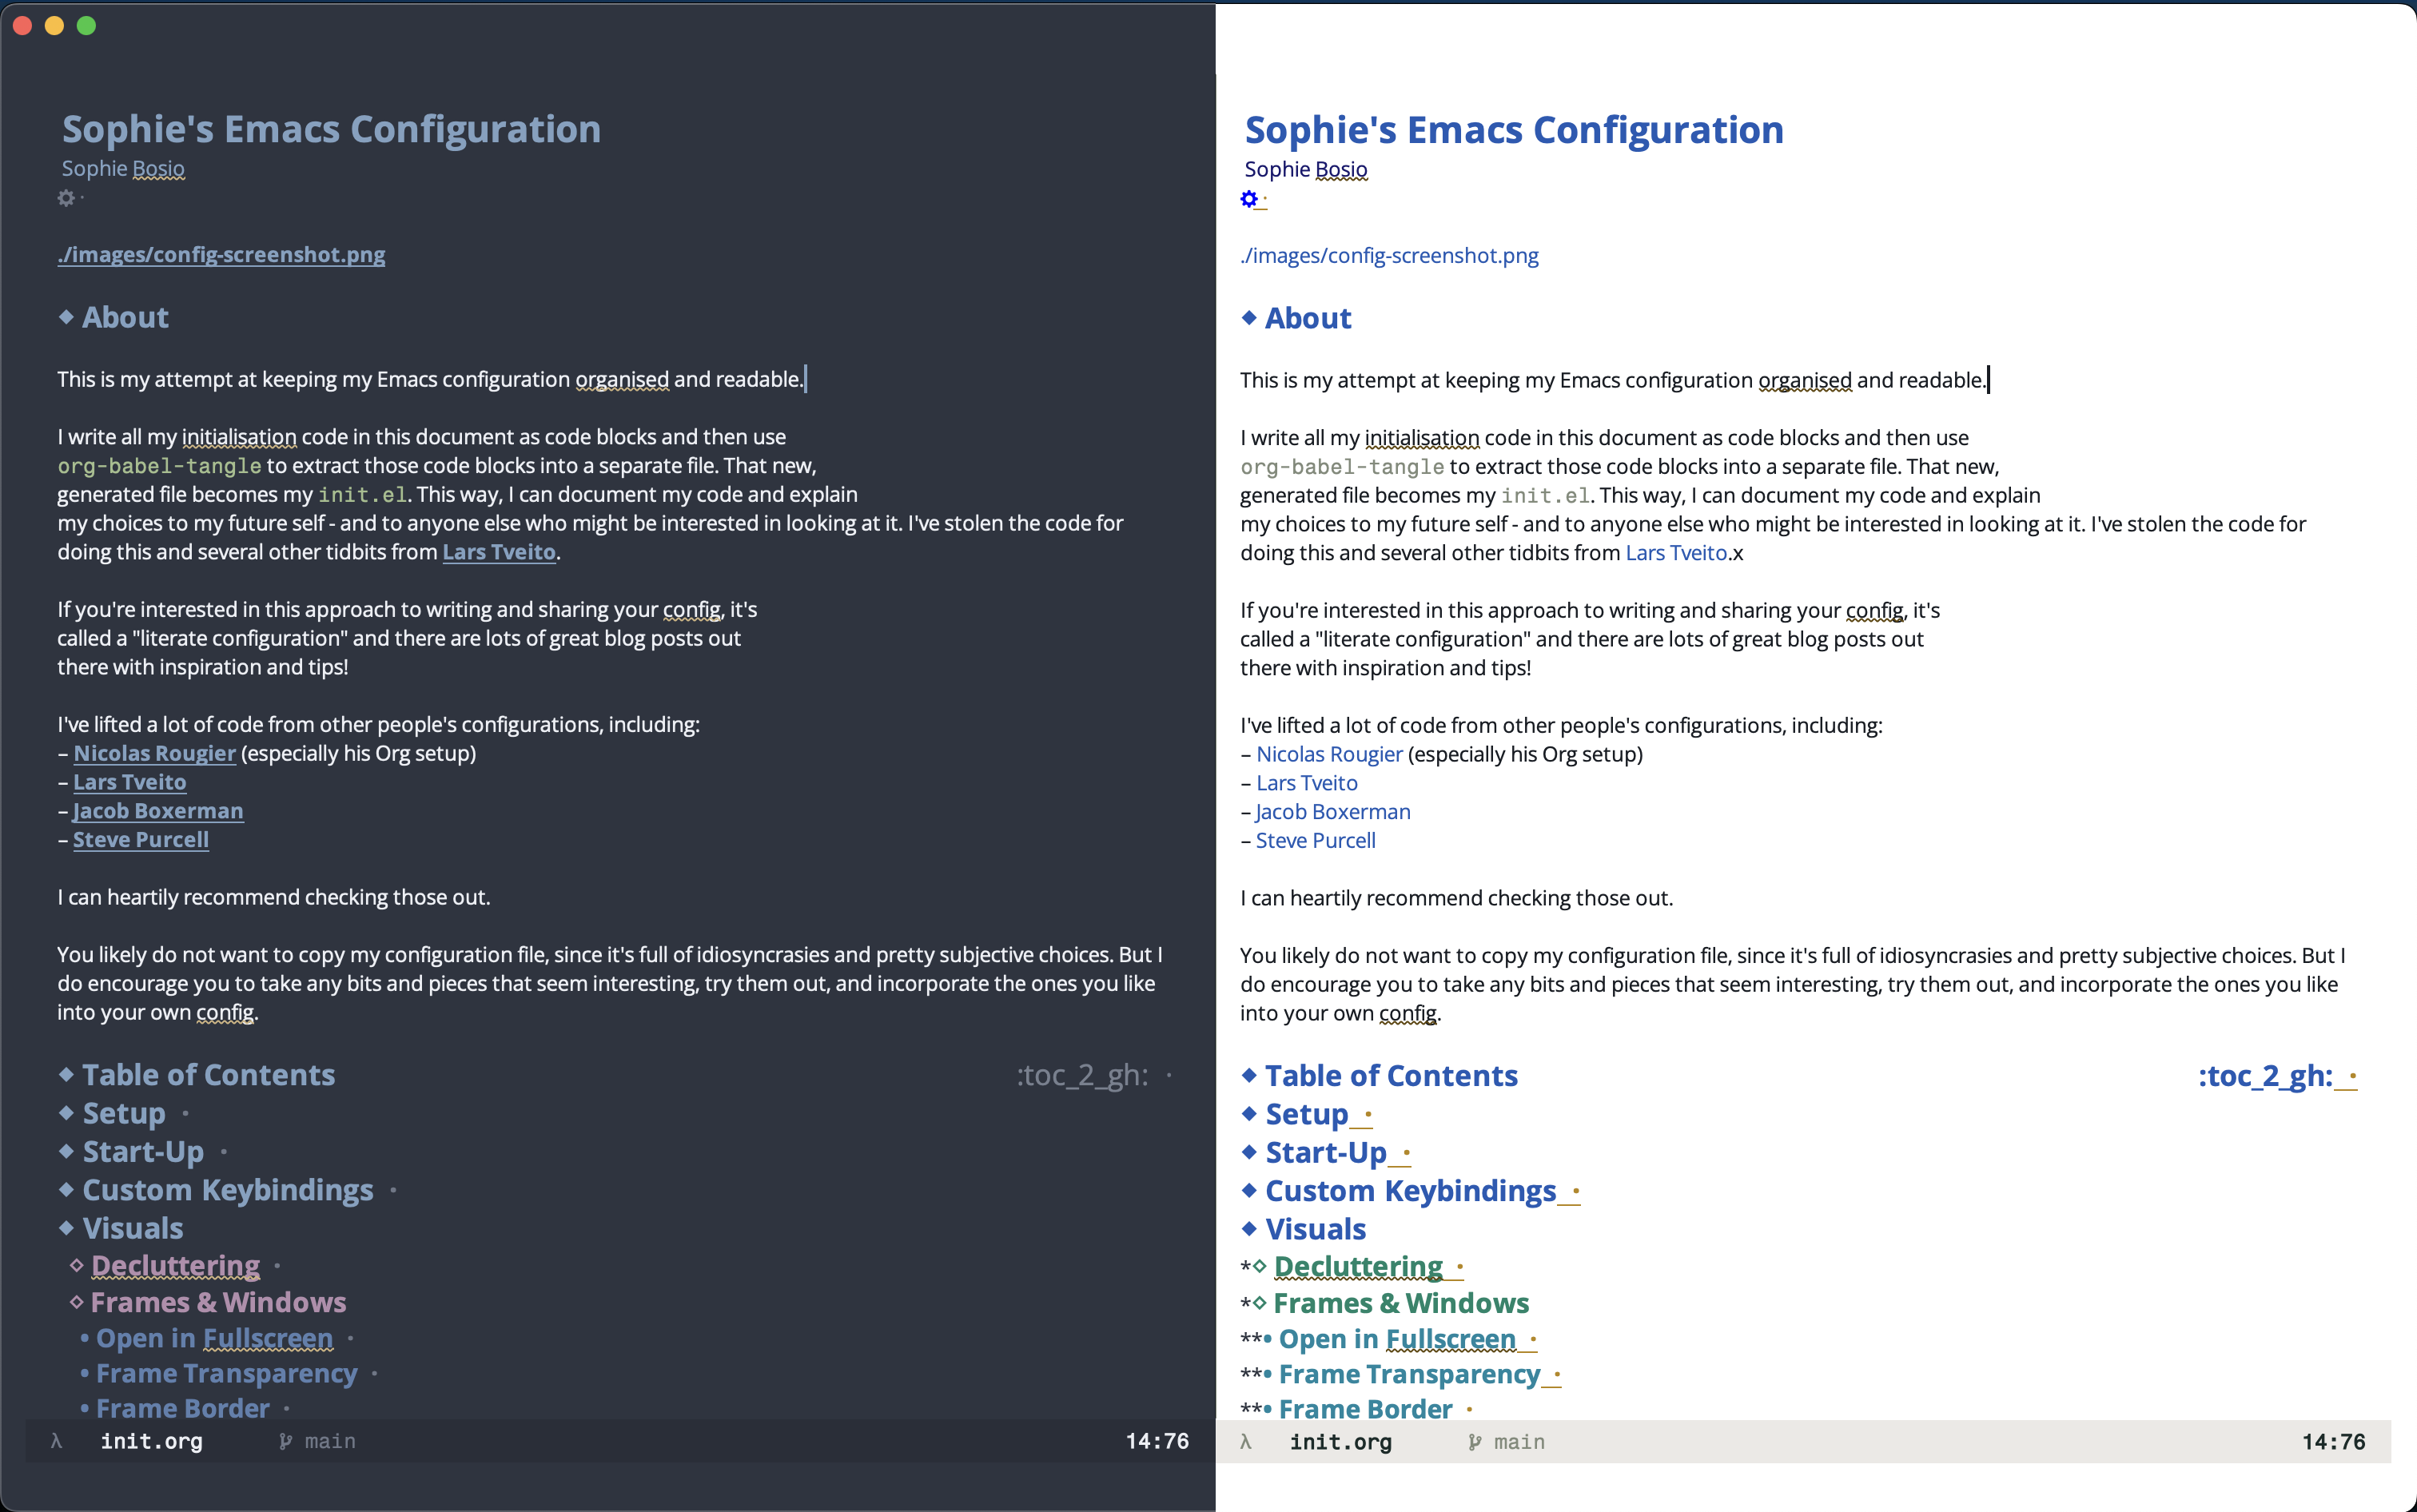 Sophie's Emacs Configuration
Sophie Bosio
./images/config-screenshot.png
◆ About
This is my attempt at keeping my Emacs configuration organised and readable.
I write all my initialisation code in this document as code blocks and then use
org-babel-tangle to extract those code blocks into a separate file. That new,
generated file becomes my init.el. This way, I can document my code and explain
my choices to my future self - and to anyone else who might be interested in looking at it. I've stolen the code for
doing this and several other tidbits from Lars Tveito.
If you're interested in this approach to writing and sharing your config, it's
called a "literate configuration" and there are lots of great blog posts out
there with inspiration and tips!
I've lifted a lot of code from other people's configurations, including:
– Nicolas Rougier (especially his Org setup)
– Lars Tveito
– Jacob Boxerman
– Steve Purcell
I can heartily recommend checking those out.
You likely do not want to copy my configuration file, since it's full of idiosyncrasies and pretty subjective choices. But I
do encourage you to take any bits and pieces that seem interesting, try them out, and incorporate the ones you like
into your own config.
◆ Table of Contents :toc_2_gh: ·
◆ Setup ·
◆ Start-Up ·
◆ Custom Keybindings ·
◆ Visuals
◇ Decluttering ·
◇ Frames & Windows
• Open in Fullscreen ·
• Frame Transparency ·
• Frame Border ·
λ init.org main 14:76
Sophie's Emacs Configuration
Sophie Bosio
./images/config-screenshot.png
◆ About
This is my attempt at keeping my Emacs configuration organised and readable.
I write all my initialisation code in this document as code blocks and then use
org-babel-tangle to extract those code blocks into a separate file. That new,
generated file becomes my init.el. This way, I can document my code and explain
my choices to my future self - and to anyone else who might be interested in looking at it. I've stolen the code for
doing this and several other tidbits from Lars Tveito.x
If you're interested in this approach to writing and sharing your config, it's
called a "literate configuration" and there are lots of great blog posts out
there with inspiration and tips!
I've lifted a lot of code from other people's configurations, including:
– Nicolas Rougier (especially his Org setup)
– Lars Tveito
– Jacob Boxerman
– Steve Purcell
I can heartily recommend checking those out.
You likely do not want to copy my configuration file, since it's full of idiosyncrasies and pretty subjective choices. But I
do encourage you to take any bits and pieces that seem interesting, try them out, and incorporate the ones you like
into your own config.
◆ Table of Contents :toc_2_gh: ·
◆ Setup ·
◆ Start-Up ·
◆ Custom Keybindings ·
◆ Visuals
*◇ Decluttering ·
*◇ Frames & Windows
**• Open in Fullscreen ·
**• Frame Transparency ·
**• Frame Border ·
λ init.org main 14:76